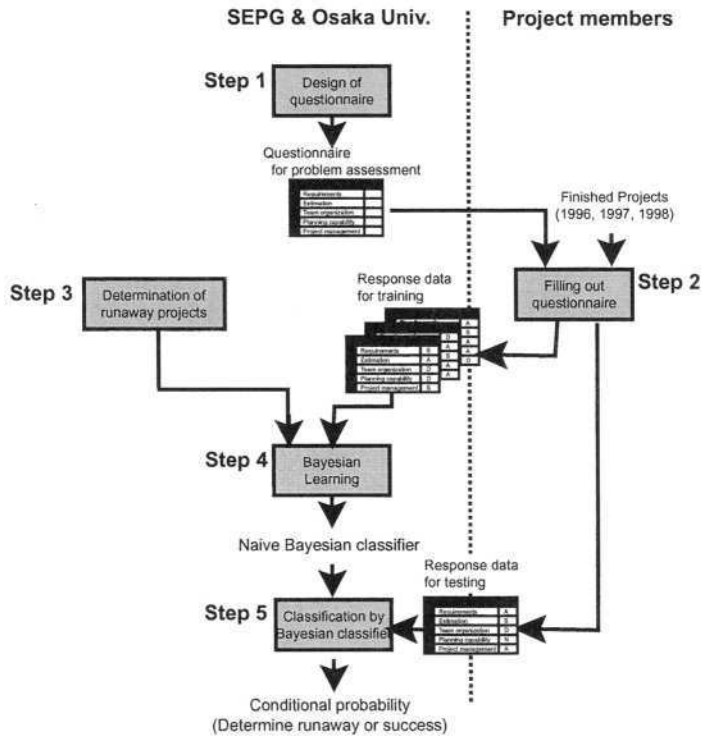 SEPG & Osaka Univ.
Project members
Step 1
Design of
questionnaire
Questionnaire
for problem assessment
Requirements
Estimation
Team organization
Planning capability
Project management
Finished Projects
(1996, 1997, 1998)
Step 2
Filling out
questionnaire
Step 3
Determination of
runaway projects
Response data
for training
A
S
A
A
D
D
A
S
A
Requirements S
Estimation A
Team organization D
Planning capability D
Project management S
Step 4
Bayesian
Learning
Naive Bayesian classifier
Response data
for testing
Requirements A
Estimation S
Team organization D
Planning capability N
Project management A
Step 5
Classification by
Bayesian classifier
Conditional probability
(Determine runaway or success)